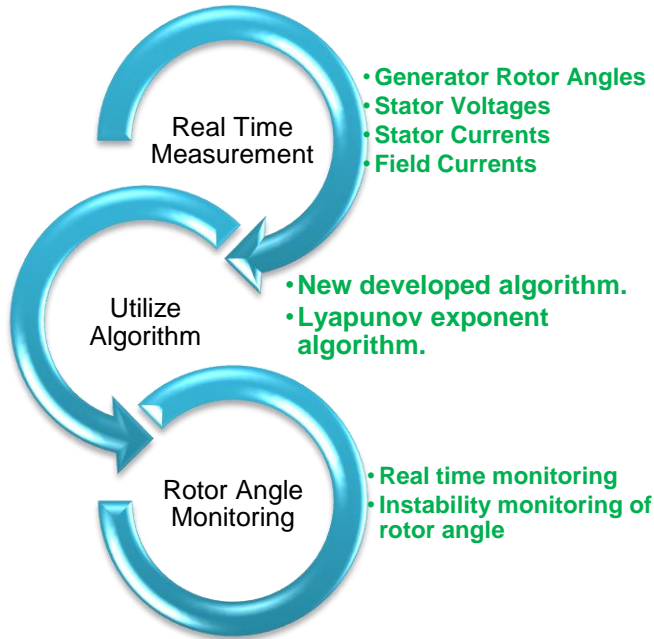 Real Time
Measurement
• Generator Rotor Angles
• Stator Voltages
• Stator Currents
• Field Currents
Utilize
Algorithm
• New developed algorithm.
• Lyapunov exponent
algorithm.
Rotor Angle
Monitoring
• Real time monitoring
• Instability monitoring of
rotor angle